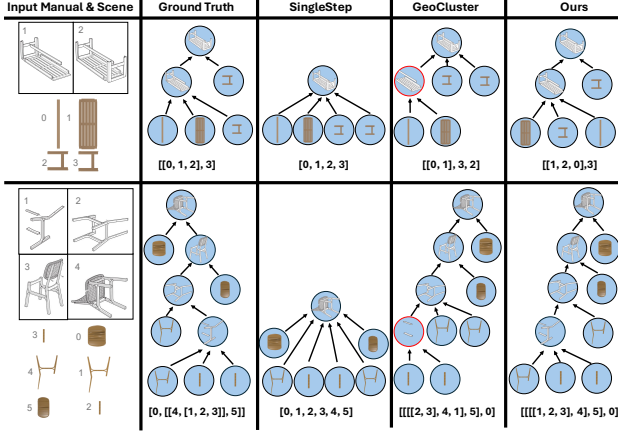 Input Manual & Scene Ground Truth SingleStep GeoCluster Ours
1 2
0 1
2 3
[[0, 1, 2], 3] [0, 1, 2, 3] [[0, 1], 3, 2] [[1, 2, 0],3]
1 2
3 4
3 0
4 1
5 2
[0, [[4, [1, 2, 3]], 5]] [0, 1, 2, 3, 4, 5] [[[[2, 3], 4, 1], 5], 0] [[[[1, 2, 3], 4], 5], 0]